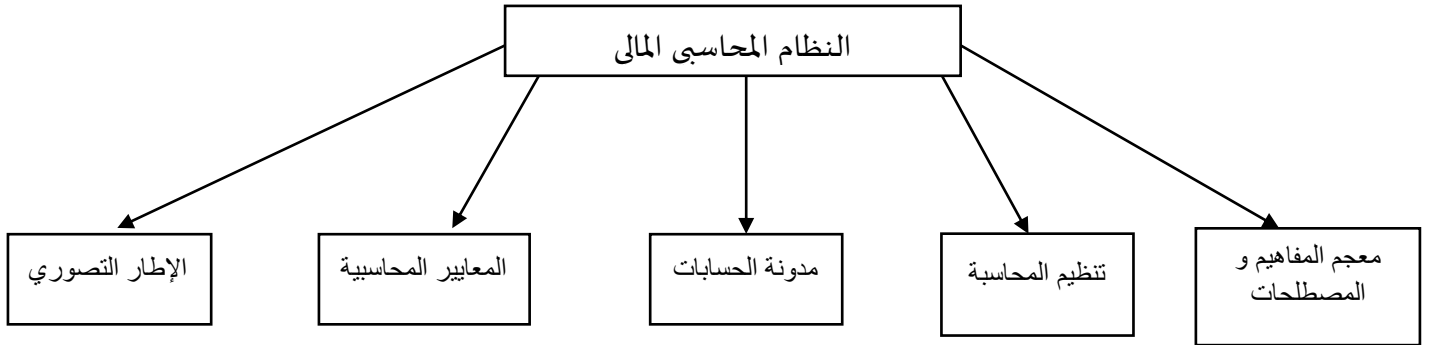 النظام المحاسبى المالى
معجم المفاهيم و
المصطلحات
تنظيم المحاسبة
مدونة الحسابات
المعايير المحاسبية
الإطار التصوري